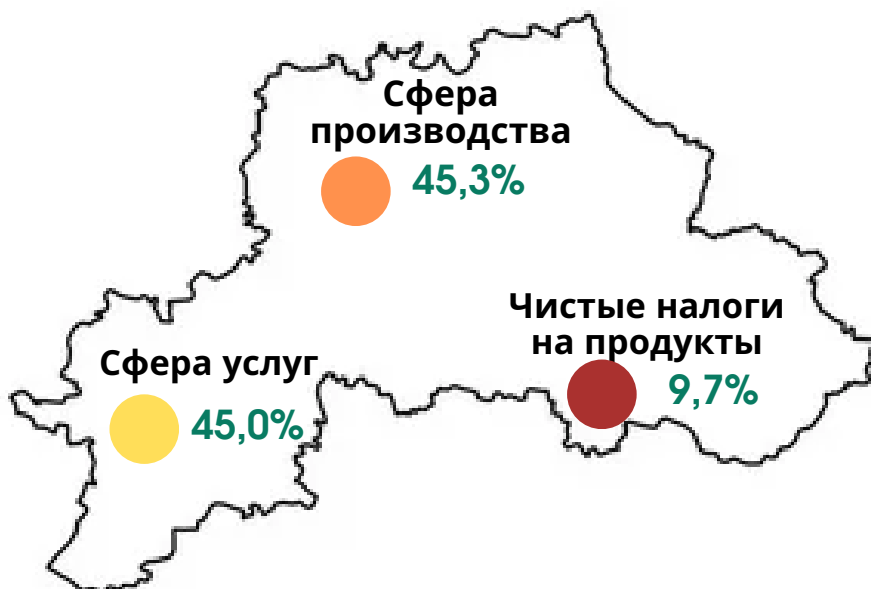 Сфера
производства
45,3%
Чистые налоги
на продукты
9,7%
Сфера услуг
45,0%